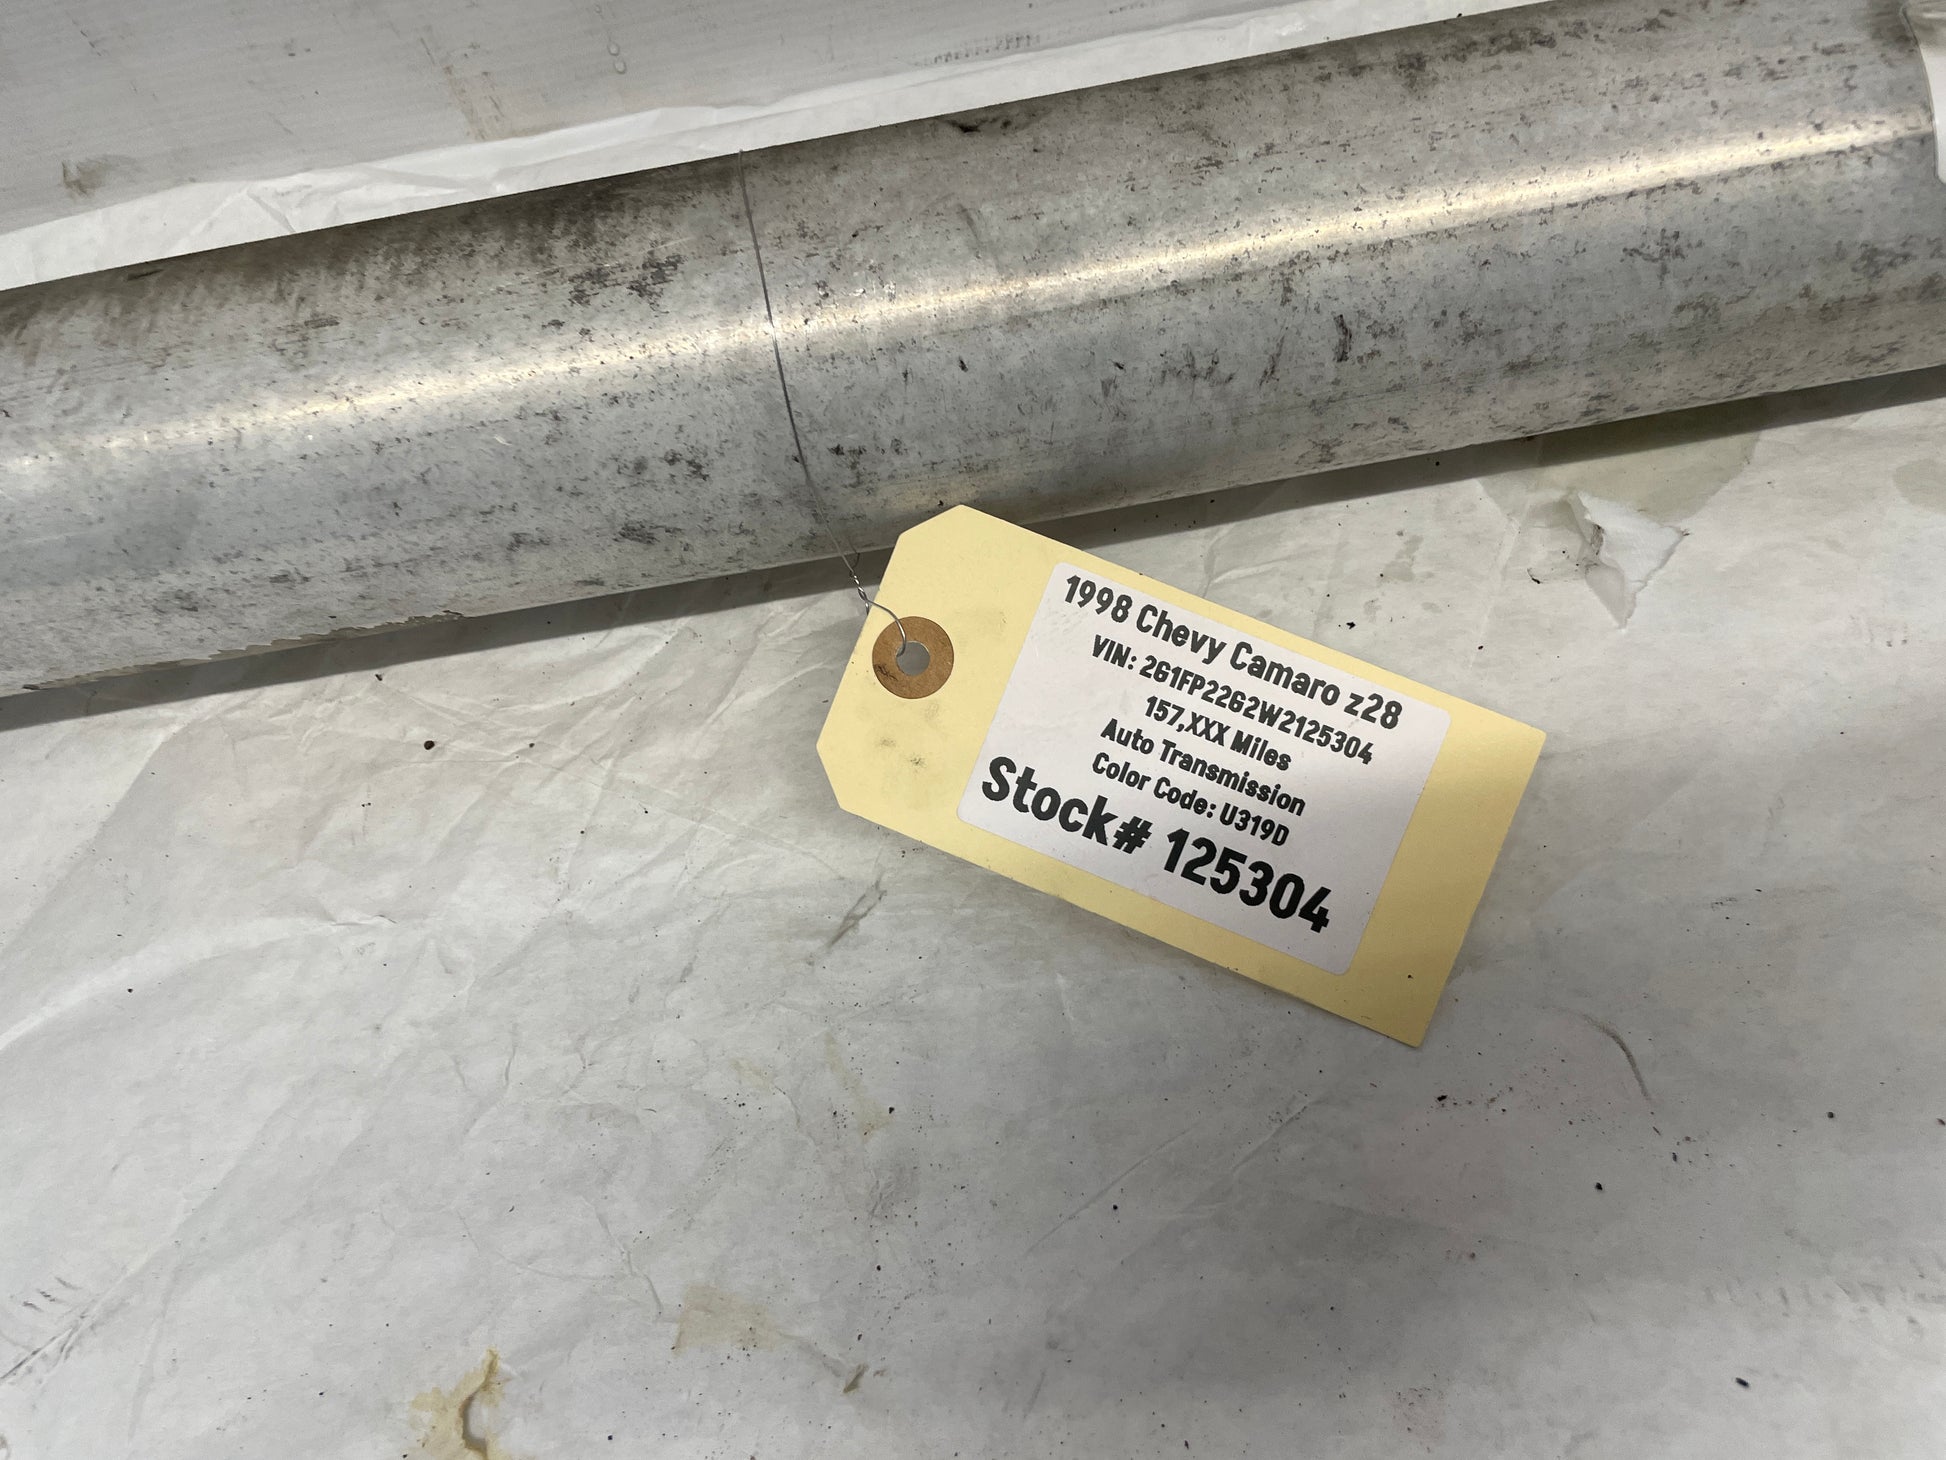 1998 Chevy Camaro z28
VIN: 2G1FP22G2W2125304
157,XXX Miles
Auto Transmission
Color Code: U319D
Stock# 125304